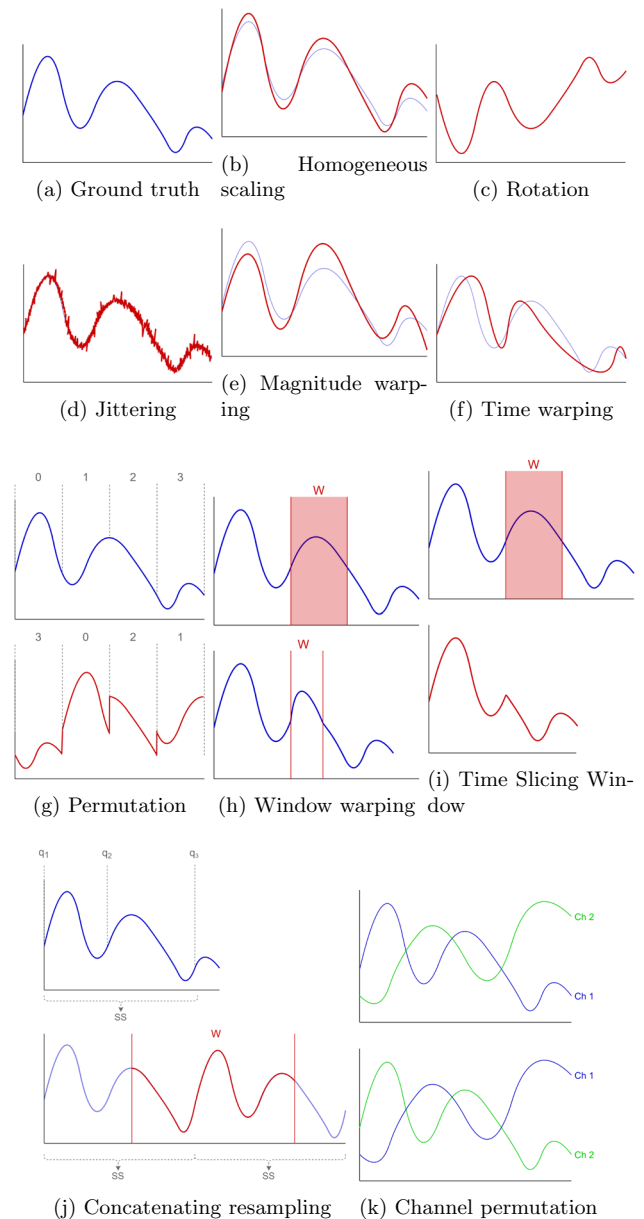 (a) Ground truth
(b) Homogeneous
scaling
(c) Rotation
(d) Jittering
(e) Magnitude warp-
ing
(f) Time warping
0 1 2 3
3 0 2 1
(g) Permutation
W
W
(h) Window warping
W
(i) Time Slicing Win-
dow
q1 q2 q3
SS
W
SS SS
(j) Concatenating resampling
Ch 2
Ch 1
Ch 1
Ch 2
(k) Channel permutation